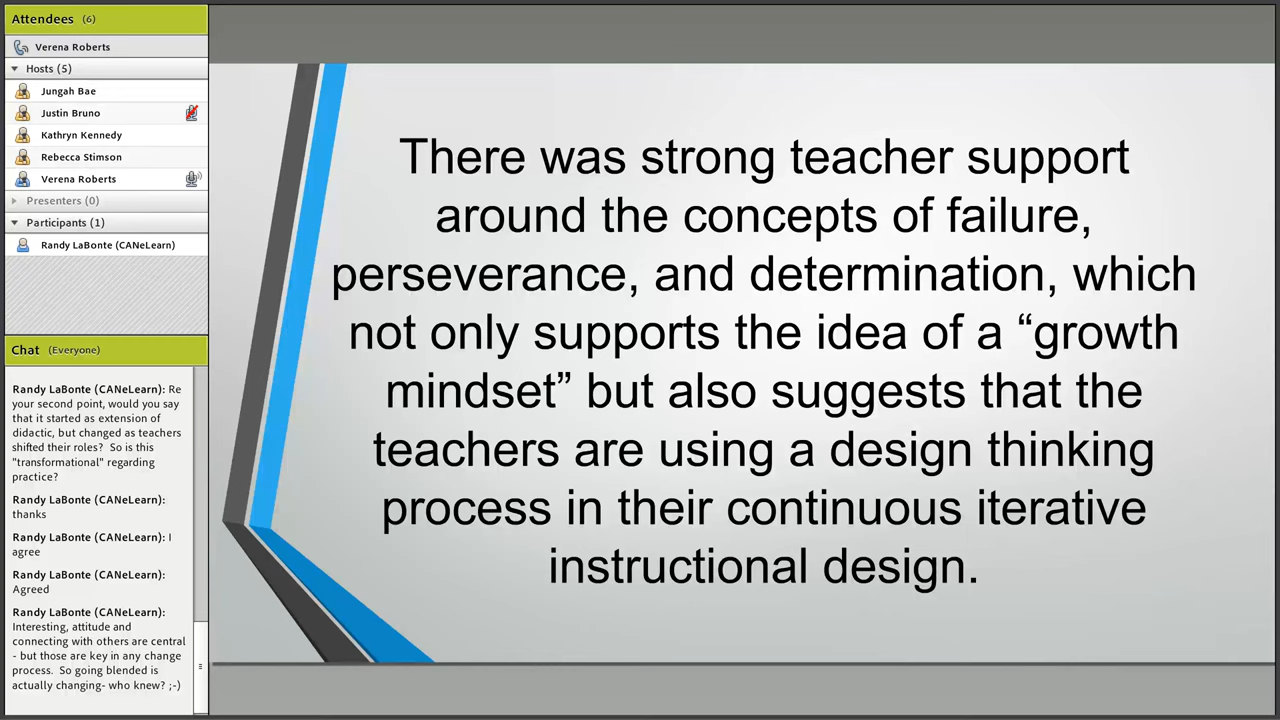 Attendees (6)
Verena Roberts
Hosts (5)
Jungah Bae
Justin Bruno
Kathryn Kennedy
Rebecca Stimson
Verena Roberts
Presenters (0)
Participants (1)
Randy LaBonte (CANeLearn)
Chat (Everyone)
Randy LaBonte (CANeLearn): Re
your second point, would you say
that it started as extension of
didactic, but changed as teachers
shifted their roles? So is this
"transformational" regarding
practice?
Randy LaBonte (CANeLearn):
thanks
Randy LaBonte (CANeLearn): I
agree
Randy LaBonte (CANeLearn):
Agreed
Randy LaBonte (CANeLearn):
Interesting, attitude and
connecting with others are central
- but those are key in any change
process. So going blended is
actually changing- who knew? ;-)
There was strong teacher support
around the concepts of failure,
perseverance, and determination, which
not only supports the idea of a “growth
mindset” but also suggests that the
teachers are using a design thinking
process in their continuous iterative
instructional design.